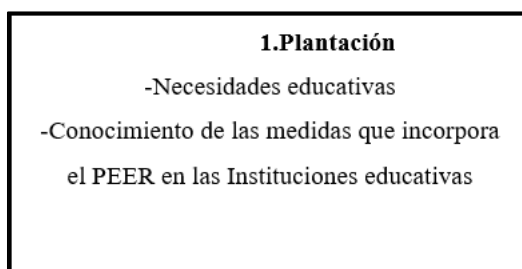 1.Plantación
-Necesidades educativas
-Conocimiento de las medidas que incorpora
el PEER en las Instituciones educativas